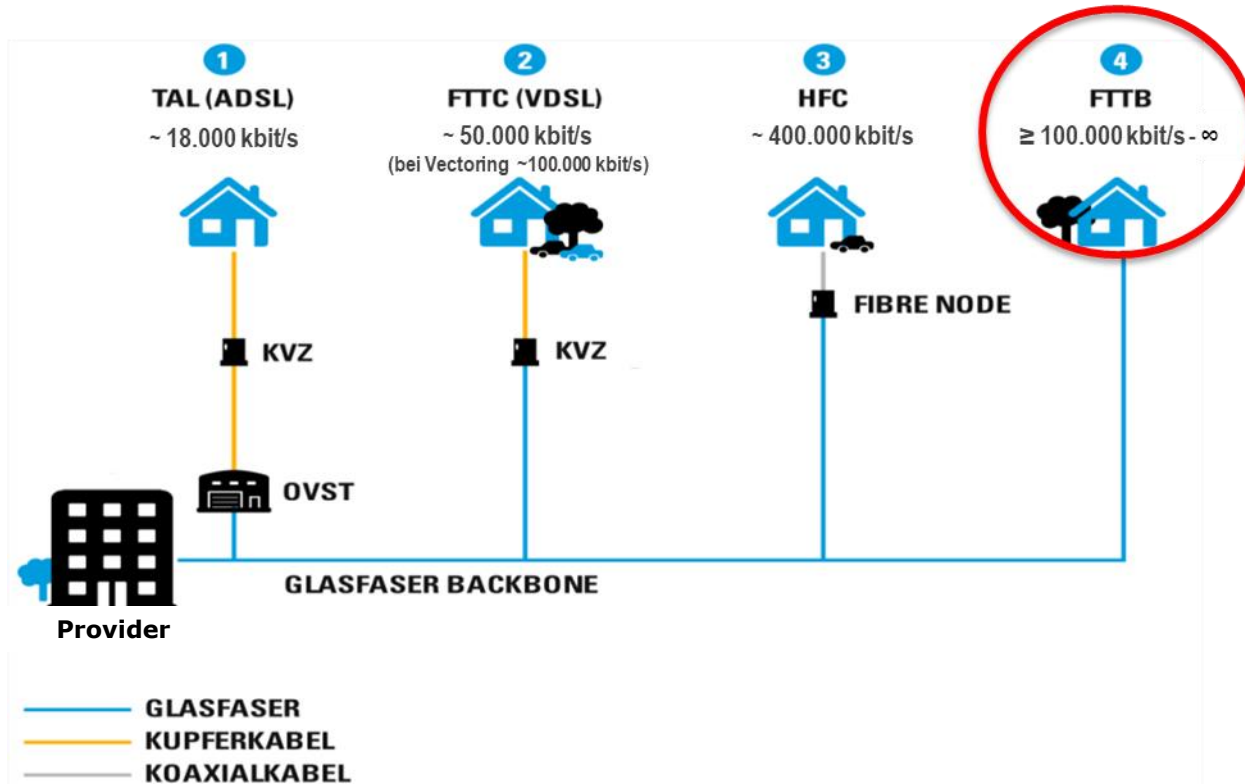 1
TAL (ADSL)
~ 18.000 kbit/s
2
FTTC (VDSL)
~ 50.000 kbit/s
(bei Vectoring ~100.000 kbit/s)
3
HFC
~ 400.000 kbit/s
4
FTTB
≥ 100.000 kbit/s - ∞
FIBRE NODE
KVZ
KVZ
OVST
GLASFASER BACKBONE
Provider
GLASFASER
KUPFERKABEL
KOAXIALKABEL